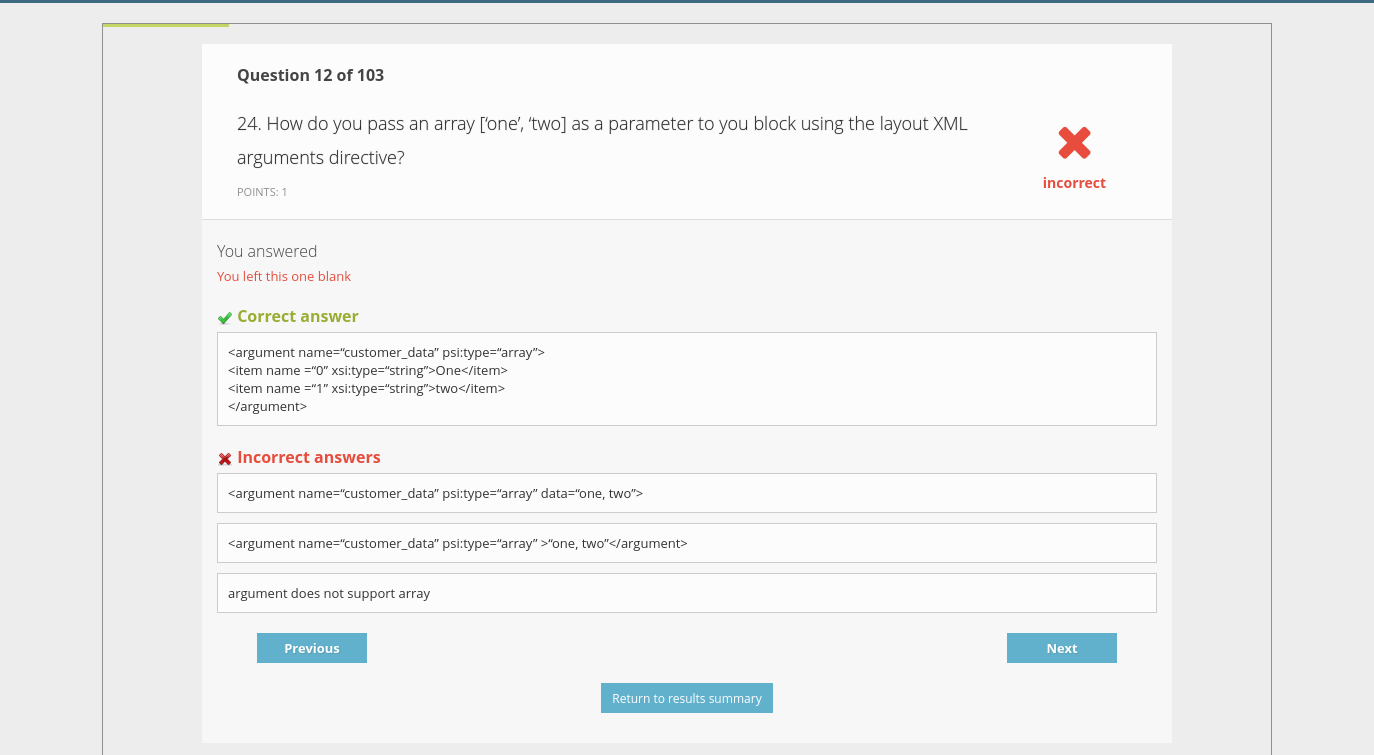 Question 12 of 103
24. How do you pass an array [‘one’, ‘two] as a parameter to you block using the layout XML
arguments directive?
POINTS: 1
incorrect
You answered
You left this one blank
Correct answer
<argument name=“customer_data” psi:type=“array”>
<item name =“0” xsi:type=“string”>One</item>
<item name =“1” xsi:type=“string”>two</item>
</argument>
Incorrect answers
<argument name=“customer_data” psi:type=“array” data=“one, two”>
<argument name=“customer_data” psi:type=“array” >“one, two”</argument>
argument does not support array
Previous
Next
Return to results summary